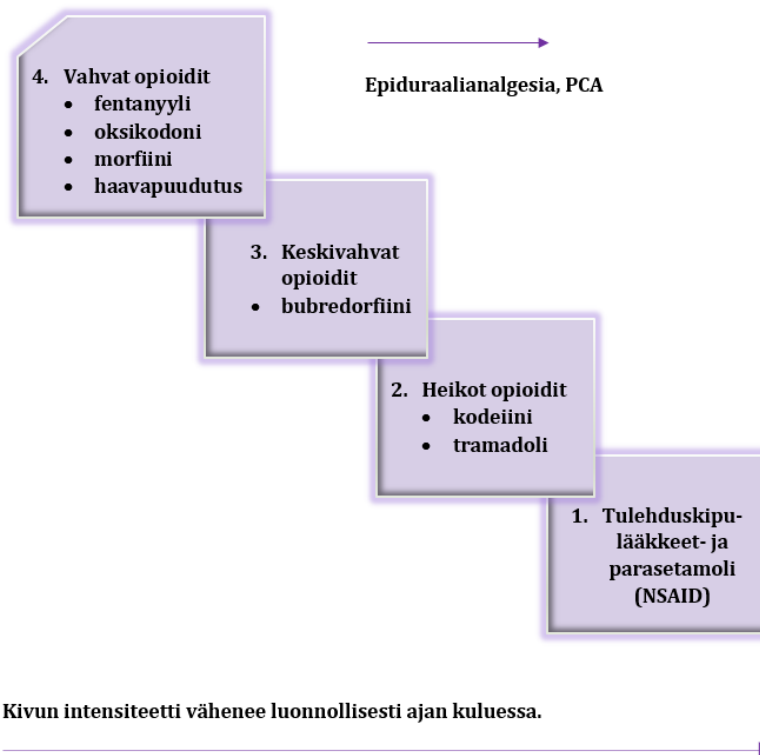 4. Vahvat opioidit
• fentanyyli
• oksikodoni
• morfiini
• haavapuudutus
Epiduraalianalgesia, PCA
3. Keskivahvat
opioidit
• bubredorfiini
2. Heikot opioidit
• kodeiini
• tramadoli
1. Tulehduskipu-
lääkkeet- ja
parasetamoli
(NSAID)
Kivun intensiteetti vähenee luonnollisesti ajan kuluessa.